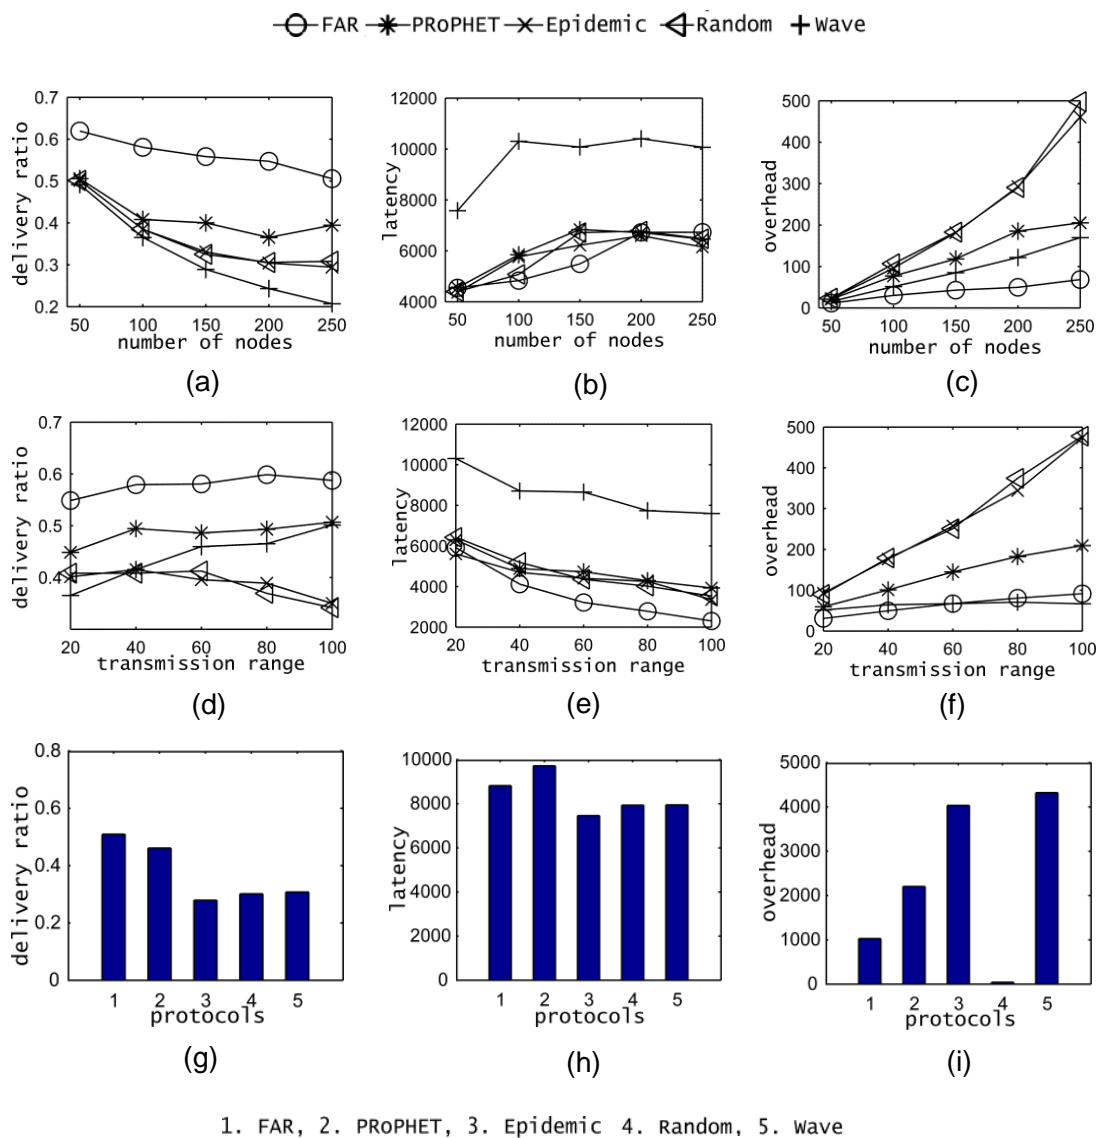 FAR PRoPHET Epidemic Random Wave
0.7
0.6
0.5
0.4
0.3
0.2
50 100 150 200 250
delivery ratio
number of nodes
(a)
12000
10000
8000
6000
4000
50 100 150 200 250
latency
number of nodes
(b)
500
400
300
200
100
0
50 100 150 200 250
overhead
number of nodes
(c)
0.7
0.6
0.5
0.4
20 40 60 80 100
delivery ratio
transmission range
(d)
12000
10000
8000
6000
4000
2000
20 40 60 80 100
latency
transmission range
(e)
500
400
300
200
100
0
20 40 60 80 100
overhead
transmission range
(f)
0.8
0.6
0.4
0.2
0
1 2 3 4 5
delivery ratio
protocols
(g)
10000
8000
6000
4000
2000
0
1 2 3 4 5
latency
protocols
(h)
5000
4000
3000
2000
1000
0
1 2 3 4 5
overhead
protocols
(i)
1. FAR, 2. PRoPHET, 3. Epidemic 4. Random, 5. Wave